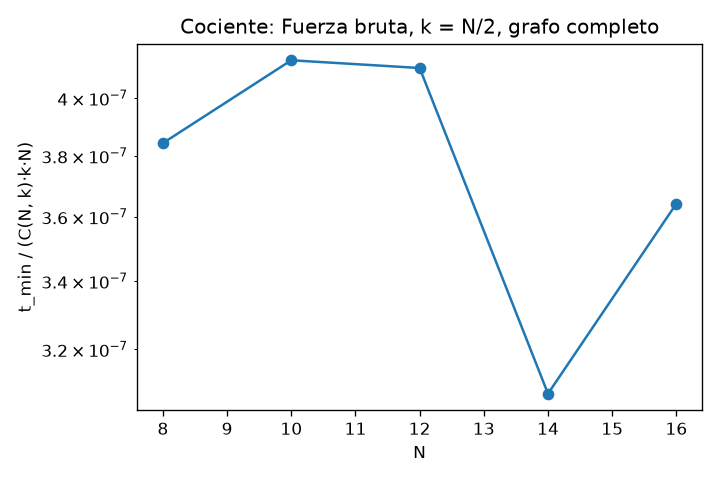 Cociente: Fuerza bruta, k = N/2, grafo completo
t_min / (C(N, k)·k·N)
4 × 10⁻⁷
3.8 × 10⁻⁷
3.6 × 10⁻⁷
3.4 × 10⁻⁷
3.2 × 10⁻⁷
8 9 10 11 12 13 14 15 16
N